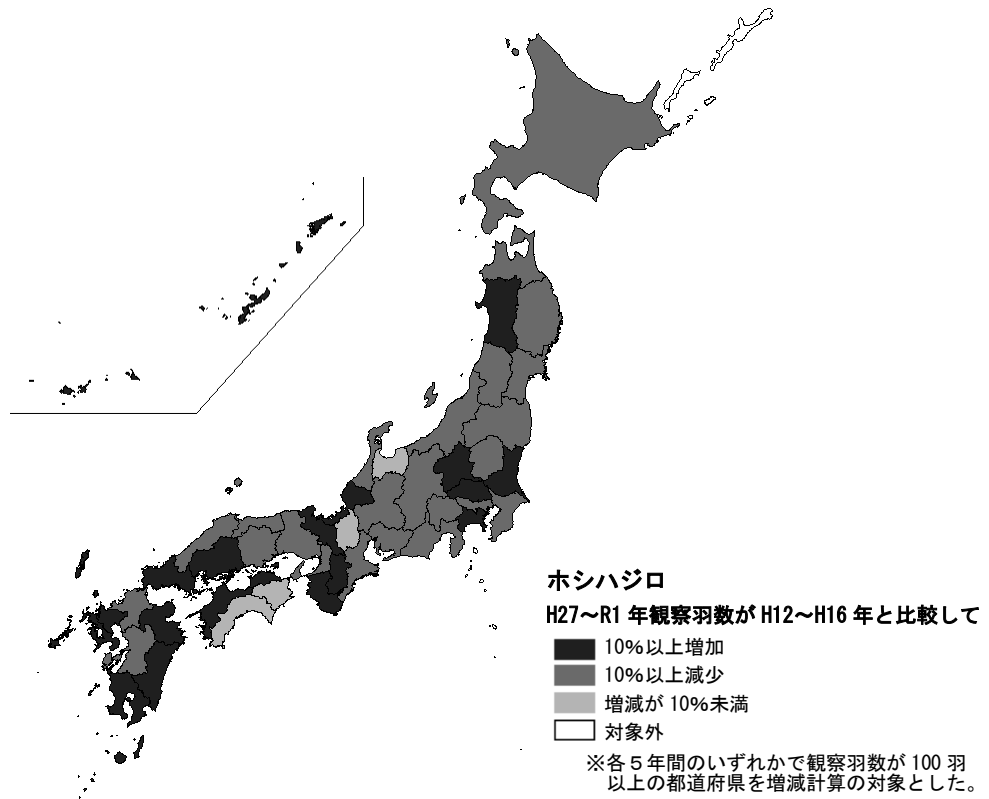 ホシハジロ
H27～R1 年観察羽数が H12～H16 年と比較して
10%以上増加
10%以上減少
増減が 10%未満
対象外
※各５年間のいずれかで観察羽数が 100 羽
以上の都道府県を増減計算の対象とした。